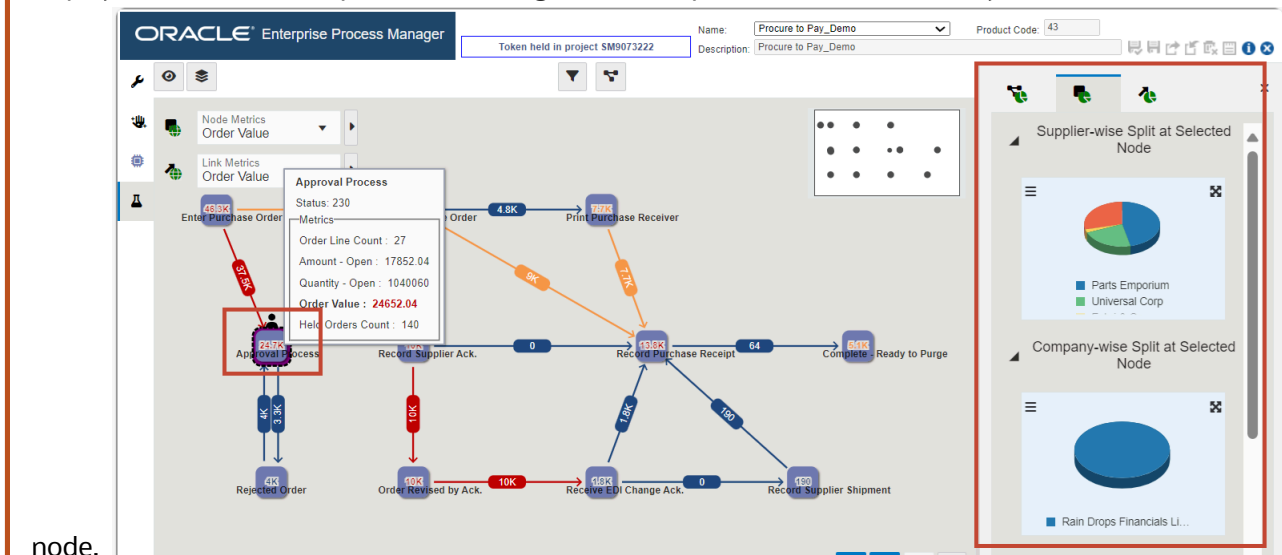 ORACLE Enterprise Process Manager
Token held in project SM9073222
Name: Procure to Pay_Demo
Product Code: 43
Description: Procure to Pay_Demo
Node Metrics
Order Value
Link Metrics
Order Value
Approval Process
Status: 230
Metrics
Order Line Count : 27
Amount - Open : 17852.04
Quantity - Open : 1040060
Order Value : 24652.04
Held Orders Count : 140
46.3K
Enter Purchase Order
Order
4.8K
7.7K
Print Purchase Receiver
37.5K
9K
7.7K
24.7K
Approval Process
10K
Record Supplier Ack.
0
13.8K
Record Purchase Receipt
64
5.1K
Complete - Ready to Purge
4K
3.3K
10K
1.8K
190
4K
Rejected Order
10K
Order Revised by Ack.
10K
1.8K
Receive EDI Change Ack.
0
190
Record Supplier Shipment
Supplier-wise Split at Selected
Node
Parts Emporium
Universal Corp
Company-wise Split at Selected
Node
Rain Drops Financials Li...
node.